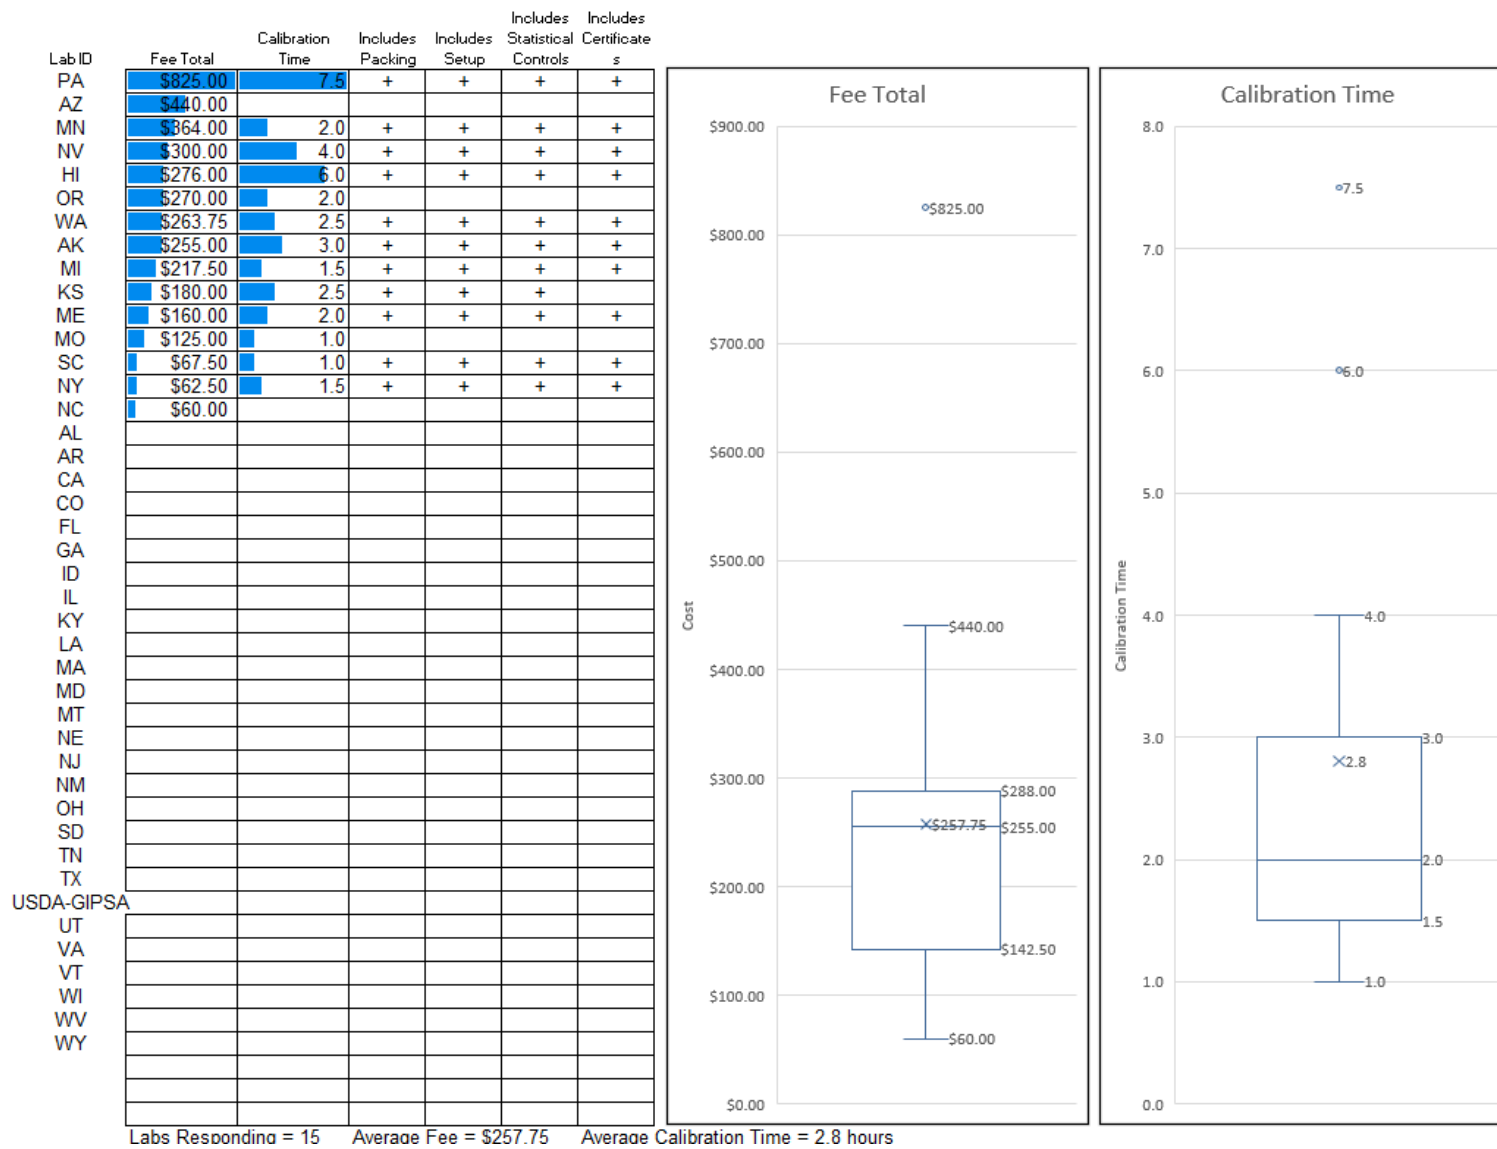 Includes Includes
Calibration Includes Includes Statistical Certificate
Lab ID Fee Total Time Packing Setup Controls s
PA $825.00 7.5 + + + +
AZ $440.00
MN $364.00 2.0 + + + +
NV $300.00 4.0 + + + +
HI $276.00 6.0 + + + +
OR $270.00 2.0
WA $263.75 2.5 + + + +
AK $255.00 3.0 + + + +
MI $217.50 1.5 + + + +
KS $180.00 2.5 + + +
ME $160.00 2.0 + + + +
MO $125.00 1.0
SC $67.50 1.0 + + + +
NY $62.50 1.5 + + + +
NC $60.00
AL
AR
CA
CO
FL
GA
ID
IL
KY
LA
MA
MD
MT
NE
NJ
NM
OH
SD
TN
TX
USDA-GIPSA
UT
VA
VT
WI
WV
WY
Labs Responding = 15 Average Fee = $257.75 Average Calibration Time = 2.8 hours
Fee Total
Cost
$900.00
$800.00
$700.00
$600.00
$500.00
$400.00
$300.00
$200.00
$100.00
$0.00
$825.00
$440.00
$288.00
$257.75
$255.00
$142.50
$60.00
Calibration Time
Calibration Time
8.0
7.0
6.0
5.0
4.0
3.0
2.0
1.0
0.0
7.5
6.0
4.0
3.0
2.8
2.0
1.5
1.0